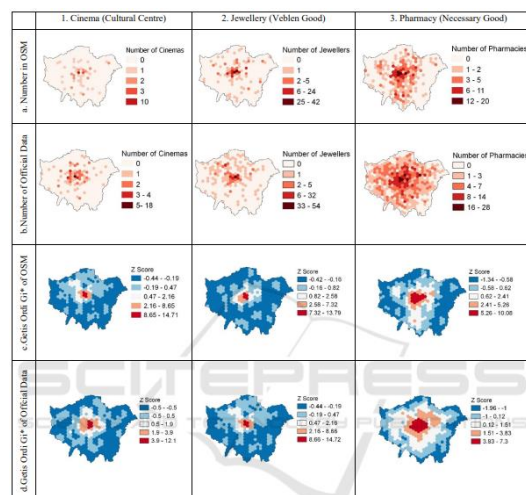 1. Cinema (Cultural Centre)
2. Jewellery (Veblen Good)
3. Pharmacy (Necessary Good)
a. Number in OSM
Number of Cinemas
0
1
2
3
10
Number of Jewellers
0
1
2 -5
6 - 24
25 - 42
Number of Pharmacies
0
1 - 2
3 - 5
6 - 11
12 - 20
b.Number of Official Data
Number of Cinemas
0
1
2
3 - 4
5- 18
Number of Jewellers
0
1
2 - 5
6 - 32
33 - 54
Number of Pharmacies
0
1 - 3
4 - 7
8 - 14
16 - 28
c.Getis Ordi Gi* of OSM
Z Score
-0.44 - -0.19
-0.19 - 0.47
0.47 - 2.16
2.16 - 8.65
8.65 - 14.71
Z Score
-0.42 - -0.16
-0.16 - 0.82
0.82 - 2.58
2.58 - 7.32
7.32 - 13.79
Z Score
-1.34 - -0.58
-0.58 - 0.62
0.62 - 2.41
2.41 - 5.26
5.26 - 10.08
d.Getis Ordi Gi* of Official Data
Z Score
-0.5 - -0.5
-0.5 - 0.5
0.5 - 1.9
1.9 - 3.9
3.9 - 12.1
Z Score
-0.44 - -0.19
-0.19 - 0.47
0.47 - 2.16
2.16 - 8.66
8.66 - 14.72
Z Score
-1.96 - -1
-1 - 0.12
0.12 - 1.51
1.51 - 3.83
3.83 - 7.3
SCITEPRESS